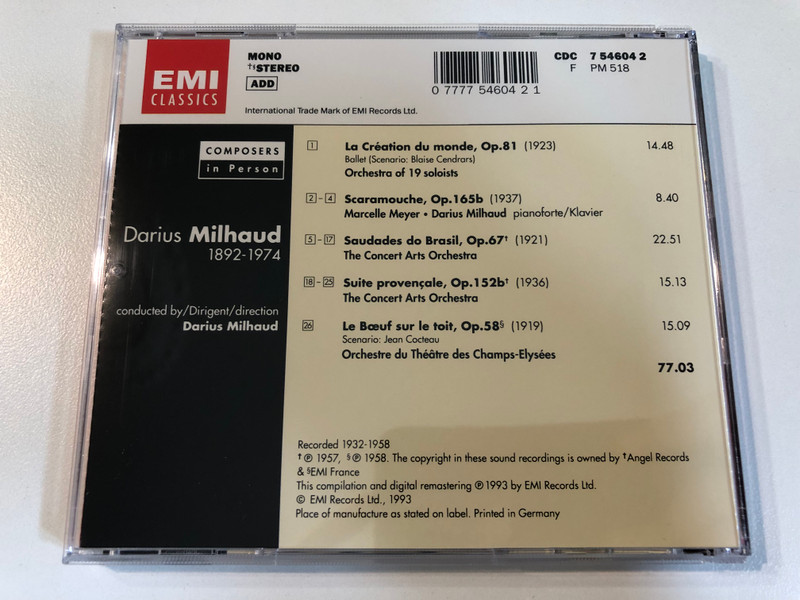 EMI
CLASSICS
MONO
†§STEREO
ADD
International Trade Mark of EMI Records Ltd.
0 7777 54604 2 1
CDC 7 54604 2
F PM 518
COMPOSERS
in Person
Darius Milhaud
1892-1974
conducted by/Dirigent/direction
Darius Milhaud
1 La Création du monde, Op.81 (1923) 14.48
Ballet (Scenario: Blaise Cendrars)
Orchestra of 19 soloists
2 - 4 Scaramouche, Op.165b (1937) 8.40
Marcelle Meyer • Darius Milhaud pianoforte/Klavier
5 - 17 Saudades do Brasil, Op.67† (1921) 22.51
The Concert Arts Orchestra
18 - 25 Suite provençale, Op.152b† (1936) 15.13
The Concert Arts Orchestra
26 Le Bœuf sur le toit, Op.58§ (1919) 15.09
Scenario: Jean Cocteau
Orchestre du Théâtre des Champs-Elysées
77.03
Recorded 1932-1958
† ℗ 1957, §℗ 1958. The copyright in these sound recordings is owned by †Angel Records
& §EMI France
This compilation and digital remastering ℗ 1993 by EMI Records Ltd.
© EMI Records Ltd., 1993
Place of manufacture as stated on label. Printed in Germany